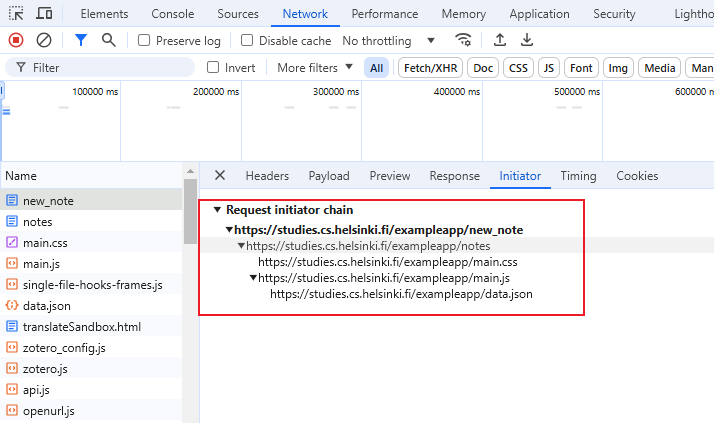 Elements Console Sources Network Performance Memory Application Security Lightho
Preserve log Disable cache No throttling
Filter Invert More filters All Fetch/XHR Doc CSS JS Font Img Media Man
100000 ms 200000 ms 300000 ms 400000 ms 500000 ms 600000 ms
Name
Headers Payload Preview Response Initiator Timing Cookies
new_note
notes
main.css
main.js
single-file-hooks-frames.js
data.json
translateSandbox.html
zotero_config.js
zotero.js
api.js
openurl.js
Request initiator chain
https://studies.cs.helsinki.fi/exampleapp/new_note
https://studies.cs.helsinki.fi/exampleapp/notes
https://studies.cs.helsinki.fi/exampleapp/main.css
https://studies.cs.helsinki.fi/exampleapp/main.js
https://studies.cs.helsinki.fi/exampleapp/data.json